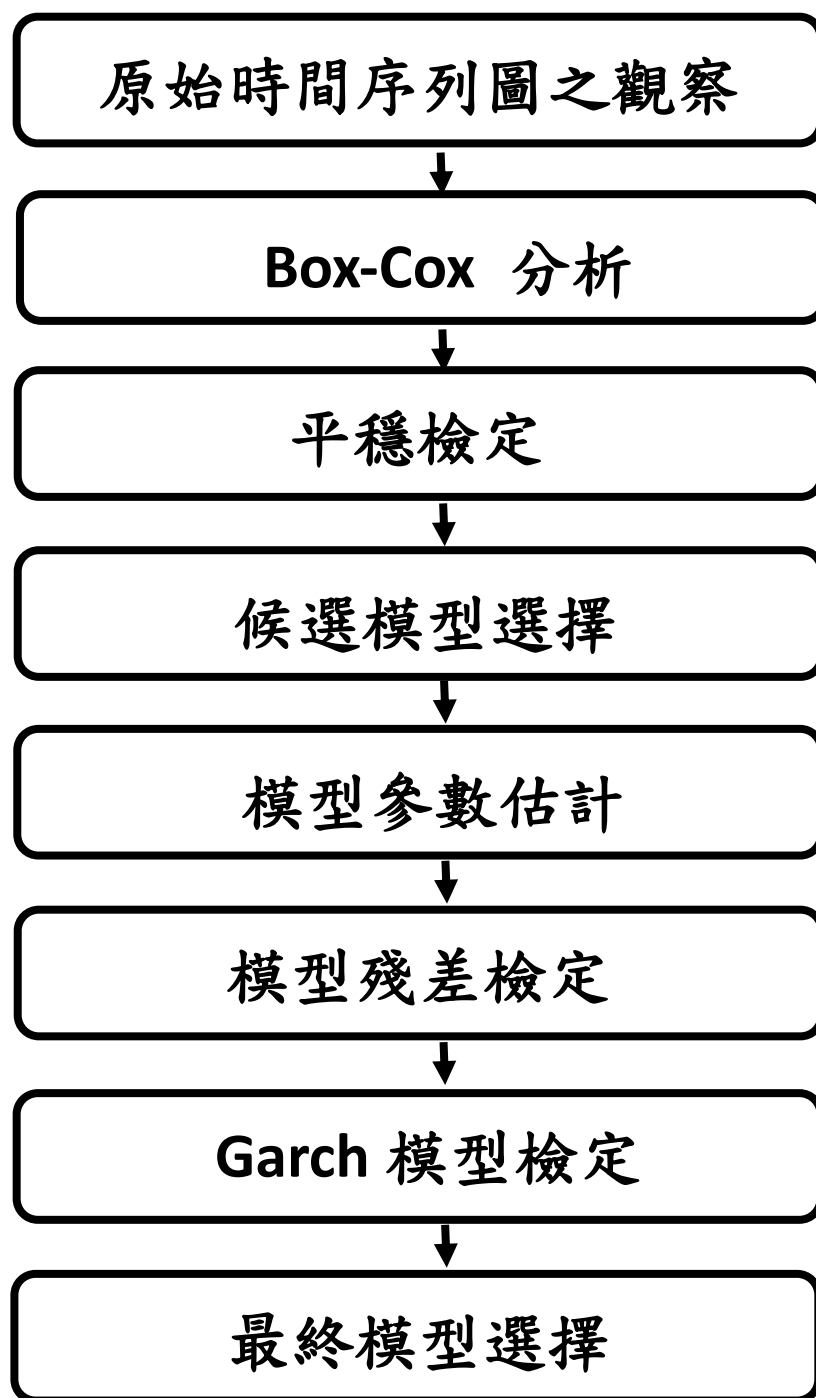 原始時間序列圖之觀察
Box-Cox 分析
平穩檢定
候選模型選擇
模型參數估計
模型殘差檢定
Garch 模型檢定
最終模型選擇